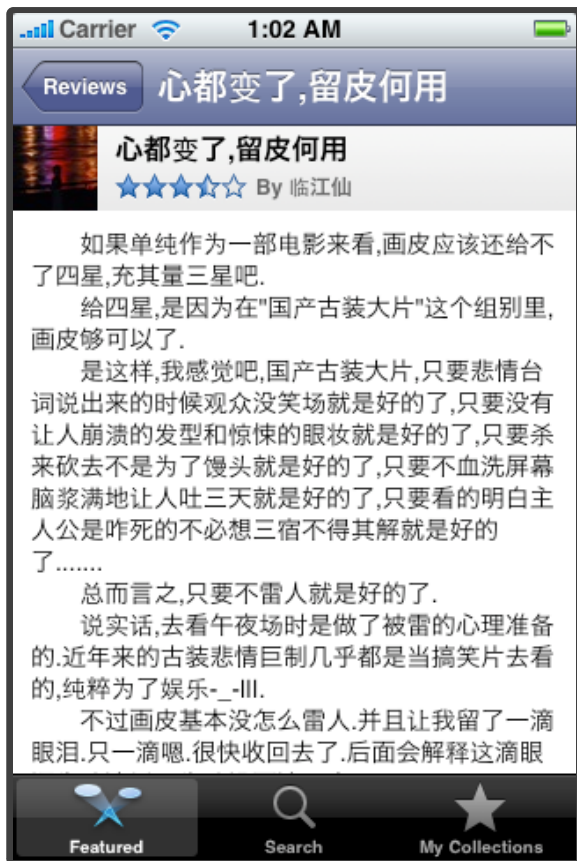 Carrier 1:02 AM
Reviews 心都变了,留皮何用
心都变了,留皮何用
By 临江仙
如果单纯作为一部电影来看,画皮应该还给不
了四星,充其量三星吧.
给四星,是因为在"国产古装大片"这个组别里,
画皮够可以了.
是这样,我感觉吧,国产古装大片,只要悲情台
词说出来的时候观众没笑场就是好的了,只要没有
让人崩溃的发型和惊悚的眼妆就是好的了,只要杀
来砍去不是为了馒头就是好的了,只要不血洗屏幕
脑浆满地让人吐三天就是好的了,只要看的明白主
人公是咋死的不必想三宿不得其解就是好的
了.......
总而言之,只要不雷人就是好的了.
说实话,去看午夜场时是做了被雷的心理准备
的.近年来的古装悲情巨制几乎都是当搞笑片去看
的,纯粹为了娱乐-_-III.
不过画皮基本没怎么雷人.并且让我留了一滴
眼泪.只一滴嗯.很快收回去了.后面会解释这滴眼
Featured Search My Collections